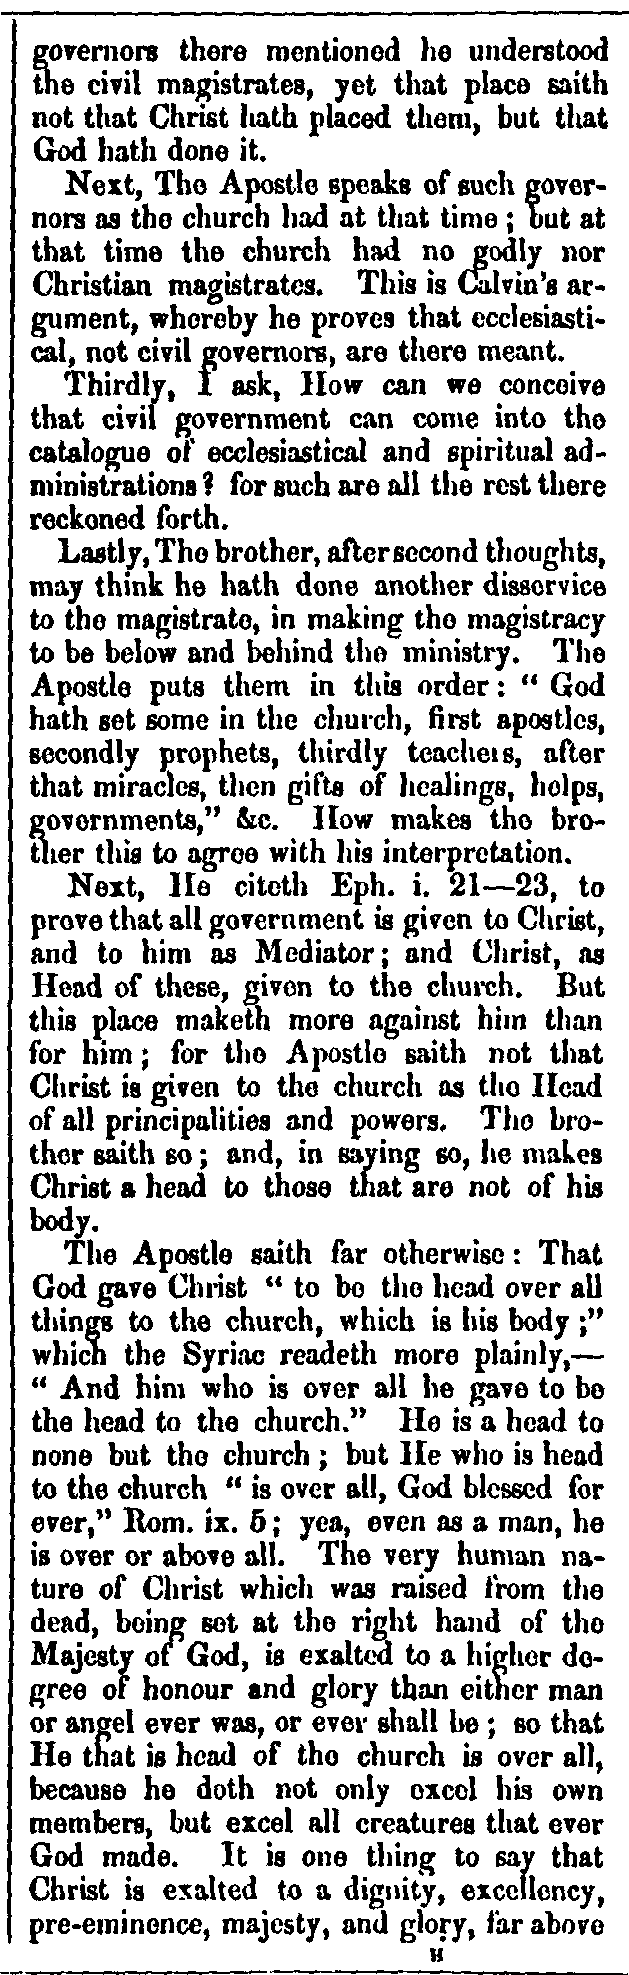 governors there mentioned he understood
the civil magistrates, yet that place saith
not that Christ hath placed them, but that
God hath done it.
Next, The Apostle speaks of such gover-
nors as the church had at that time; but at
that time the church had no godly nor
Christian magistrates. This is Calvin's ar-
gument, whereby he proves that ecclesiasti-
cal, not civil governors, are there meant.
Thirdly, I ask, How can we conceive
that civil government can come into the
catalogue of ecclesiastical and spiritual ad-
ministrations? for such are all the rest there
reckoned forth.
Lastly, The brother, after second thoughts,
may think he hath done another disservice
to the magistrate, in making the magistracy
to be below and behind the ministry. The
Apostle puts them in this order: "God
hath set some in the church, first apostles,
secondly prophets, thirdly teachers, after
that miracles, then gifts of healings, helps,
governments," &c. How makes the bro-
ther this to agree with his interpretation.
Next, He citeth Eph. i. 21—23, to
prove that all government is given to Christ,
and to him as Mediator; and Christ, as
Head of these, given to the church. But
this place maketh more against him than
for him; for the Apostle saith not that
Christ is given to the church as the Head
of all principalities and powers. The bro-
ther saith so; and, in saying so, he makes
Christ a head to those that are not of his
body.
The Apostle saith far otherwise: That
God gave Christ "to be the head over all
things to the church, which is his body;"
which the Syriac readeth more plainly,—
"And him who is over all he gave to be
the head to the church." He is a head to
none but the church; but He who is head
to the church "is over all, God blessed for
ever," Rom. ix. 5; yea, even as a man, he
is over or above all. The very human na-
ture of Christ which was raised from the
dead, being set at the right hand of the
Majesty of God, is exalted to a higher de-
gree of honour and glory than either man
or angel ever was, or ever shall be; so that
He that is head of the church is over all,
because he doth not only excel his own
members, but excel all creatures that ever
God made. It is one thing to say that
Christ is exalted to a dignity, excellency,
pre-eminence, majesty, and glory, far above
H